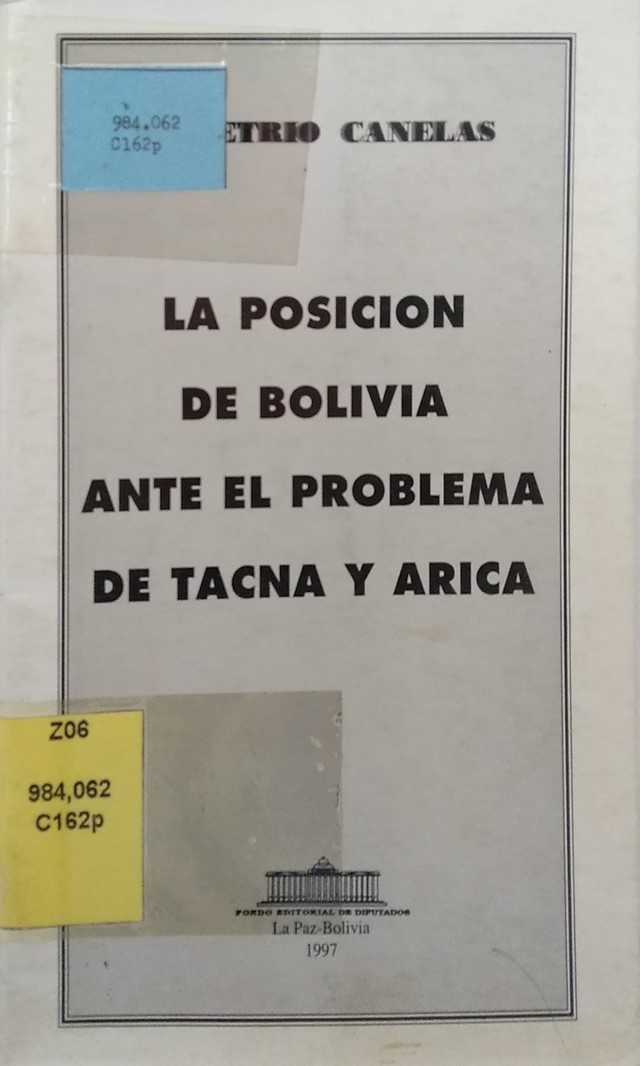 984.062
C162p
ETRIO CANELAS
LA POSICION
DE BOLIVIA
ANTE EL PROBLEMA
DE TACNA Y ARICA
Z06
984,062
C162p
FONDO EDITORIAL DE DIPUTADOS
La Paz-Bolivia
1997